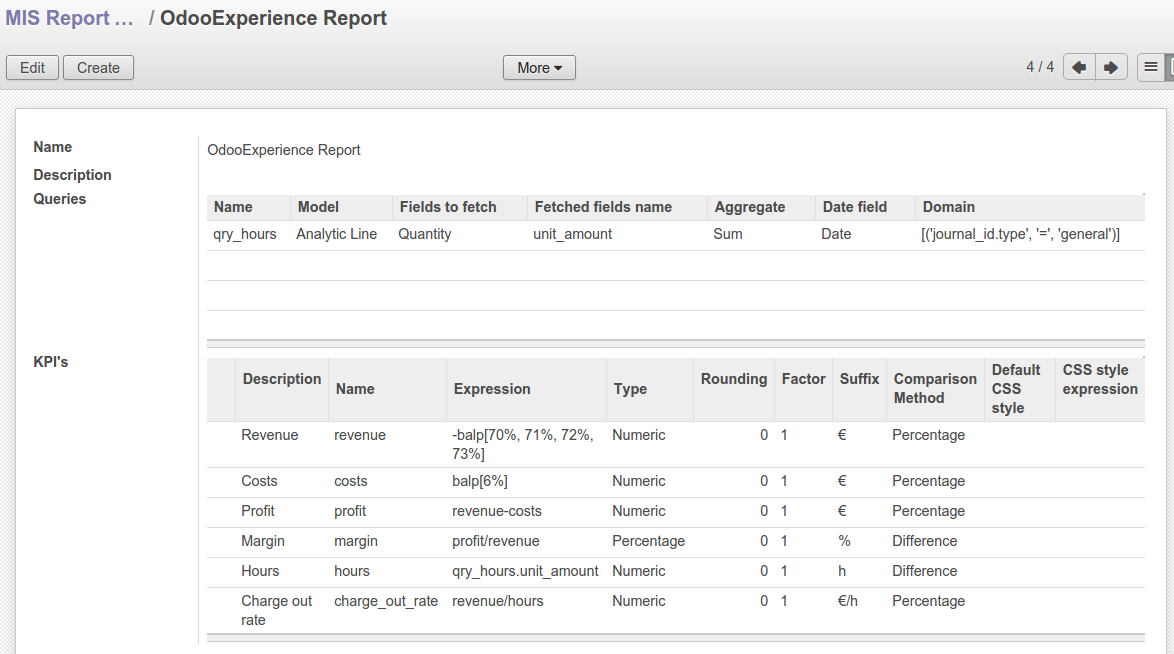 MIS Report ... / OdooExperience Report
Edit Create More 4 / 4
Name OdooExperience Report
Description
Queries
Name Model Fields to fetch Fetched fields name Aggregate Date field Domain
qry_hours Analytic Line Quantity unit_amount Sum Date [('journal_id.type', '=', 'general')]
KPI's
Description Name Expression Type Rounding Factor Suffix Comparison Method Default CSS style CSS style expression
Revenue revenue -balp[70%, 71%, 72%, 73%] Numeric 0 1 € Percentage
Costs costs balp[6%] Numeric 0 1 € Percentage
Profit profit revenue-costs Numeric 0 1 € Percentage
Margin margin profit/revenue Percentage 0 1 % Difference
Hours hours qry_hours.unit_amount Numeric 0 1 h Difference
Charge out rate charge_out_rate revenue/hours Numeric 0 1 €/h Percentage